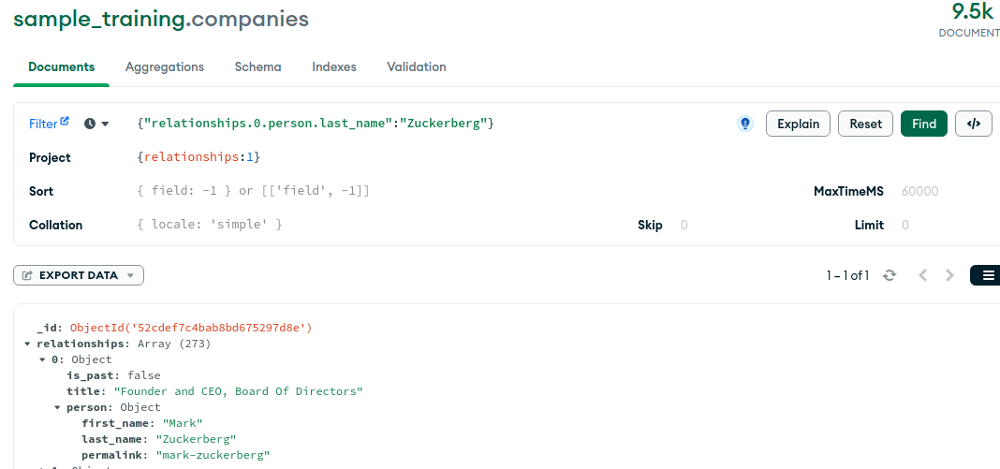 sample_training.companies
9.5k
DOCUMENT
Documents Aggregations Schema Indexes Validation
Filter {"relationships.0.person.last_name":"Zuckerberg"} Explain Reset Find </>
Project {relationships:1}
Sort { field: -1 } or [['field', -1]] MaxTimeMS 60000
Collation { locale: 'simple' } Skip 0 Limit 0
EXPORT DATA 1 – 1 of 1
_id: ObjectId('52cdef7c4bab8bd675297d8e')
relationships: Array (273)
0: Object
is_past: false
title: "Founder and CEO, Board Of Directors"
person: Object
first_name: "Mark"
last_name: "Zuckerberg"
permalink: "mark-zuckerberg"